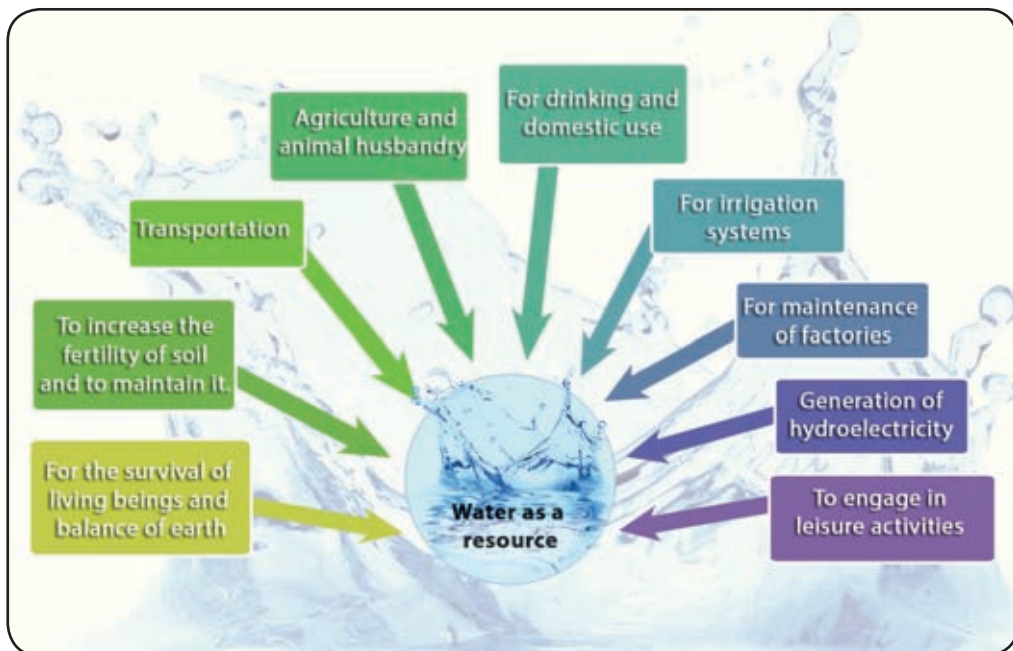 For drinking and
domestic use
Agriculture and
animal husbandry
For irrigation
systems
Transportation
For maintenance
of factories
To increase the
fertility of soil
and to maintain it.
Generation of
hydroelectricity
For the survival of
living beings and
balance of earth
To engage in
leisure activities
Water as a
resource